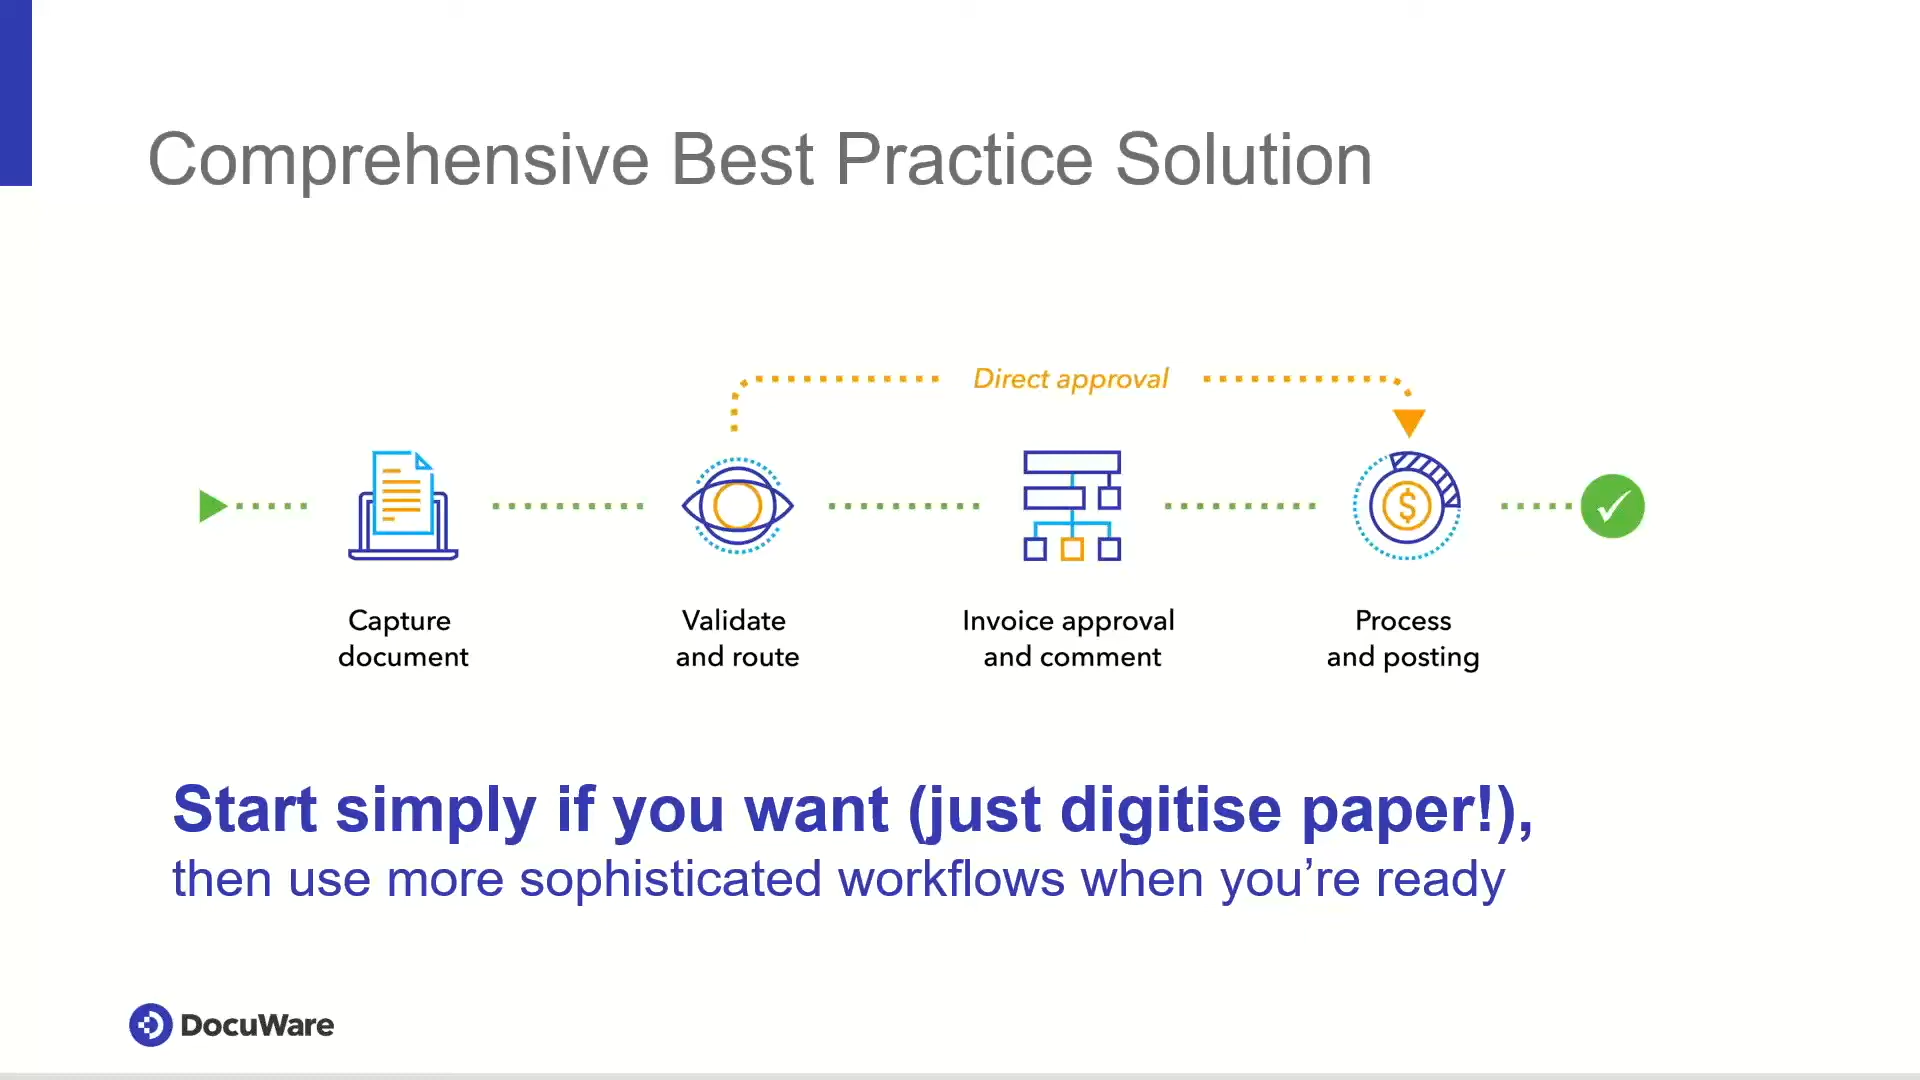 Comprehensive Best Practice Solution
Direct approval
$
Capture
document
Validate
and route
Invoice approval
and comment
Process
and posting
Start simply if you want (just digitise paper!),
then use more sophisticated workflows when you’re ready
DocuWare